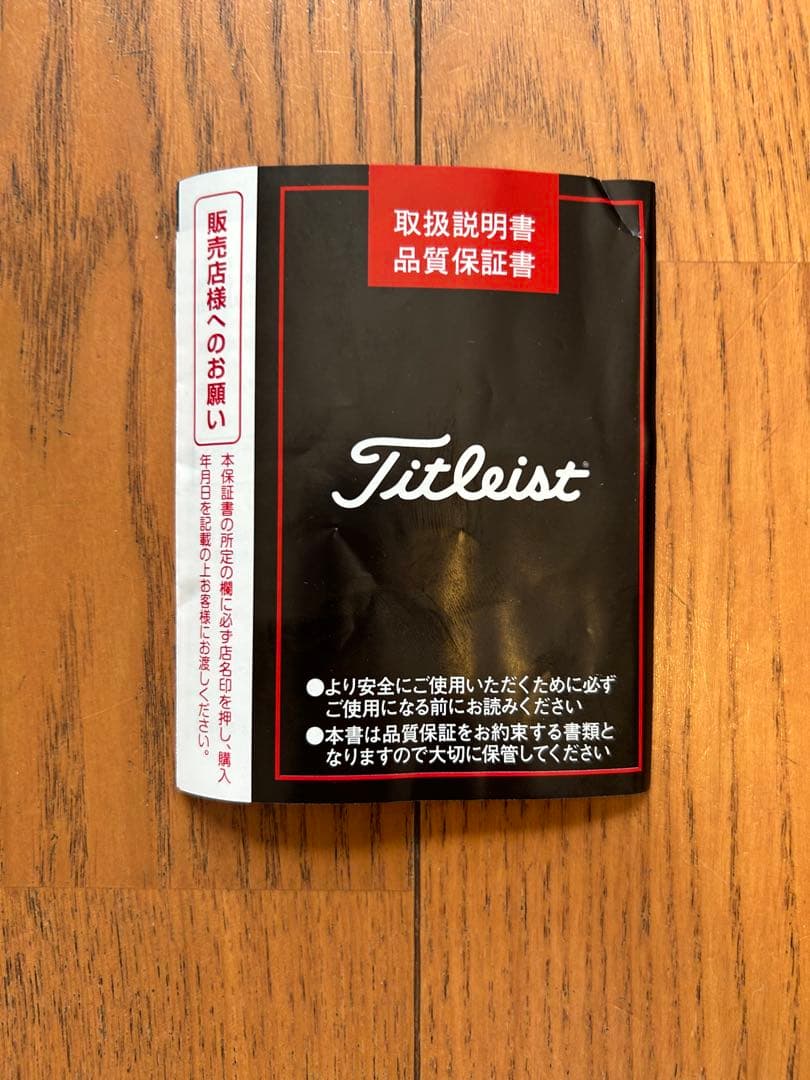 取扱説明書
品質保証書
Titleist®
●より安全にご使用いただくために必ず
ご使用になる前にお読みください
●本書は品質保証をお約束する書類と
なりますので大切に保管してください
販売店様へのお願い
本保証書の所定の欄に必ず店名印を押し、購入
年月日を記載の上お客様にお渡しください。